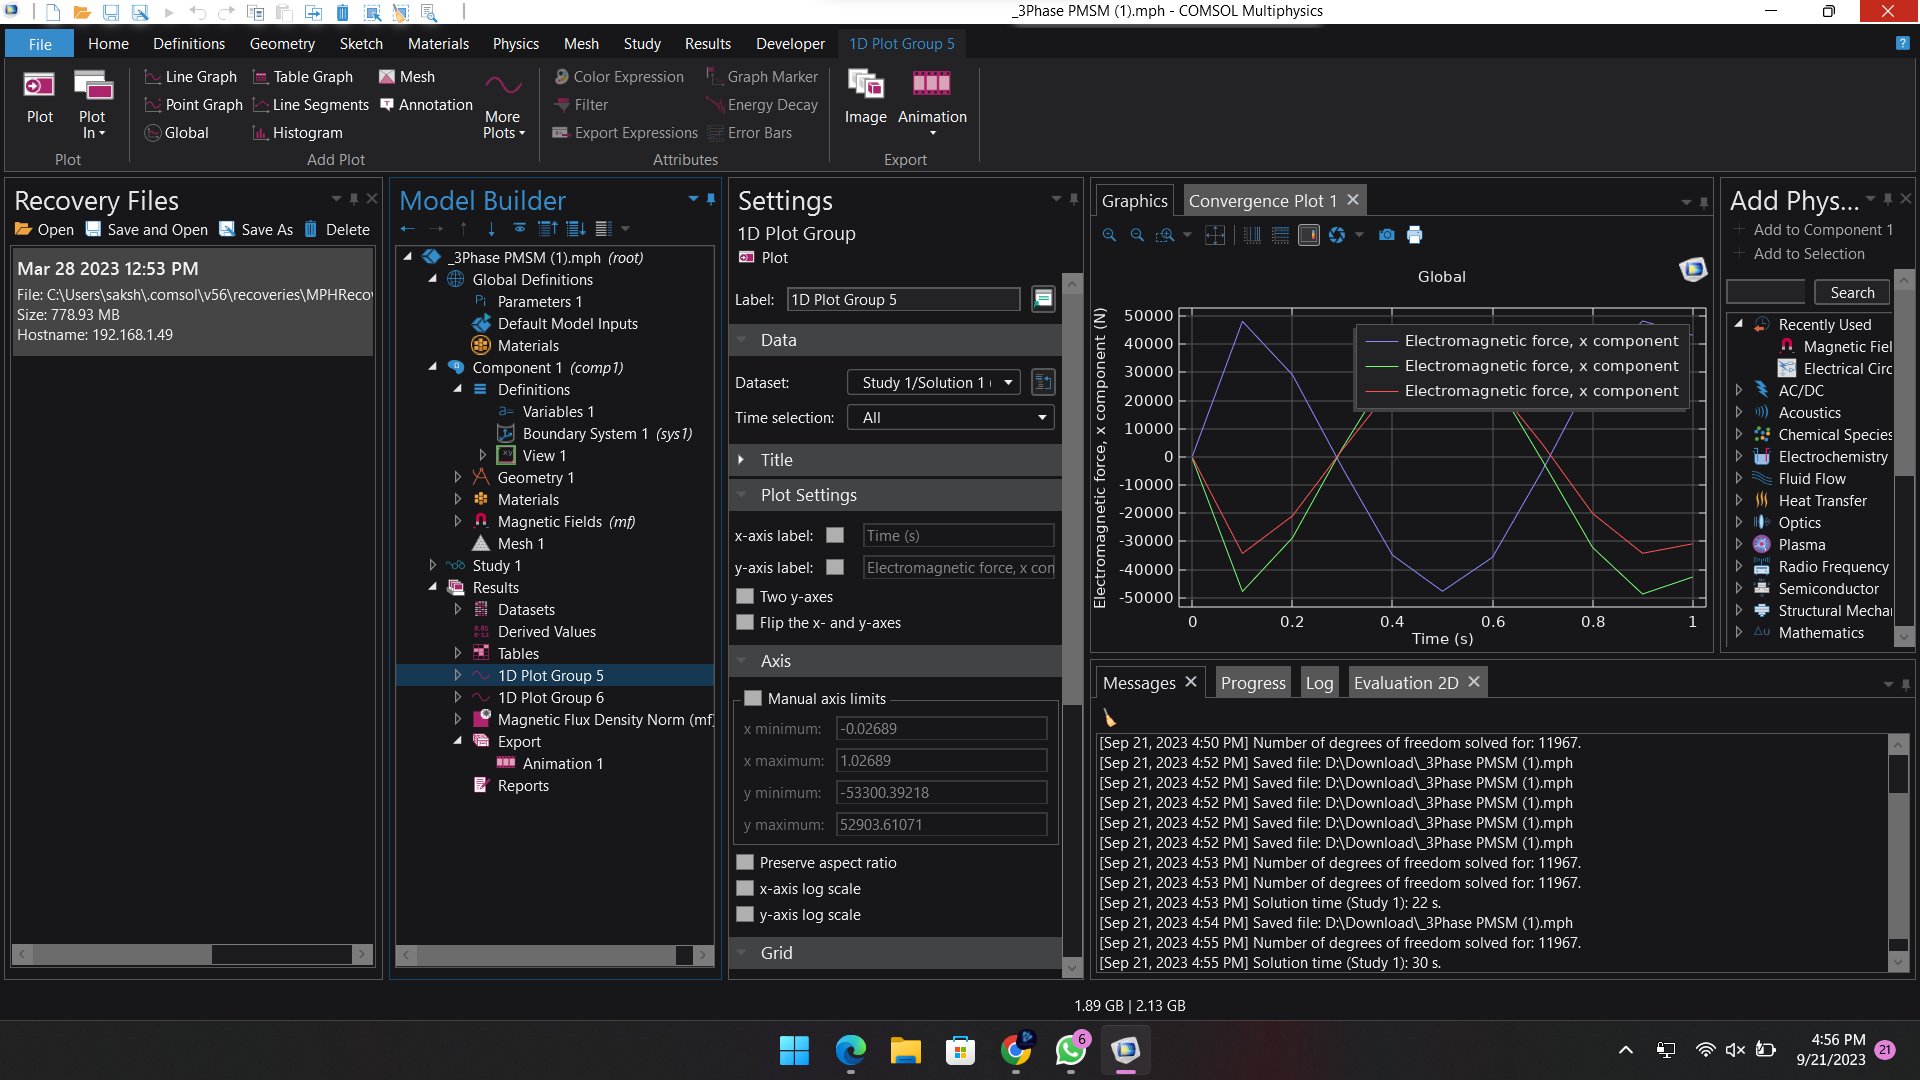 _3Phase PMSM (1).mph - COMSOL Multiphysics
File
Home
Definitions
Geometry
Sketch
Materials
Physics
Mesh
Study
Results
Developer
1D Plot Group 5
Plot
Plot In
Plot
Line Graph
Point Graph
Global
Table Graph
Line Segments
Histogram
Mesh
Annotation
More Plots
Add Plot
Color Expression
Filter
Export Expressions
Graph Marker
Energy Decay
Error Bars
Attributes
Image
Animation
Export
Recovery Files
Open
Save and Open
Save As
Delete
Mar 28 2023 12:53 PM
File: C:\Users\saksh\.comsol\v56\recoveries\MPHRecov
Size: 778.93 MB
Hostname: 192.168.1.49
Model Builder
_3Phase PMSM (1).mph (root)
Global Definitions
Pi Parameters 1
Default Model Inputs
Materials
Component 1 (comp1)
Definitions
a= Variables 1
Boundary System 1 (sys1)
View 1
Geometry 1
Materials
Magnetic Fields (mf)
Mesh 1
Study 1
Results
Datasets
Derived Values
Tables
1D Plot Group 5
1D Plot Group 6
Magnetic Flux Density Norm (mf)
Export
Animation 1
Reports
Settings
1D Plot Group
Plot
Label: 1D Plot Group 5
Data
Dataset: Study 1/Solution 1 (
Time selection: All
Title
Plot Settings
x-axis label: Time (s)
y-axis label: Electromagnetic force, x con
Two y-axes
Flip the x- and y-axes
Axis
Manual axis limits
x minimum: -0.02689
x maximum: 1.02689
y minimum: -53300.39218
y maximum: 52903.61071
Preserve aspect ratio
x-axis log scale
y-axis log scale
Grid
Graphics
Convergence Plot 1
Global
Electromagnetic force, x component (N)
50000
40000
30000
20000
10000
0
-10000
-20000
-30000
-40000
-50000
Electromagnetic force, x component
Electromagnetic force, x component
Electromagnetic force, x component
0 0.2 0.4 0.6 0.8 1
Time (s)
Messages
Progress
Log
Evaluation 2D
[Sep 21, 2023 4:50 PM] Number of degrees of freedom solved for: 11967.
[Sep 21, 2023 4:52 PM] Saved file: D:\Download\_3Phase PMSM (1).mph
[Sep 21, 2023 4:52 PM] Saved file: D:\Download\_3Phase PMSM (1).mph
[Sep 21, 2023 4:52 PM] Saved file: D:\Download\_3Phase PMSM (1).mph
[Sep 21, 2023 4:52 PM] Saved file: D:\Download\_3Phase PMSM (1).mph
[Sep 21, 2023 4:52 PM] Saved file: D:\Download\_3Phase PMSM (1).mph
[Sep 21, 2023 4:53 PM] Number of degrees of freedom solved for: 11967.
[Sep 21, 2023 4:53 PM] Number of degrees of freedom solved for: 11967.
[Sep 21, 2023 4:53 PM] Solution time (Study 1): 22 s.
[Sep 21, 2023 4:54 PM] Saved file: D:\Download\_3Phase PMSM (1).mph
[Sep 21, 2023 4:55 PM] Number of degrees of freedom solved for: 11967.
[Sep 21, 2023 4:55 PM] Solution time (Study 1): 30 s.
Add Phys...
Add to Component 1
Add to Selection
Search
Recently Used
Magnetic Fiel
Electrical Circ
AC/DC
Acoustics
Chemical Species
Electrochemistry
Fluid Flow
Heat Transfer
Optics
Plasma
Radio Frequency
Semiconductor
Structural Mechar
Δu Mathematics
1.89 GB | 2.13 GB
6
4:56 PM
9/21/2023
21